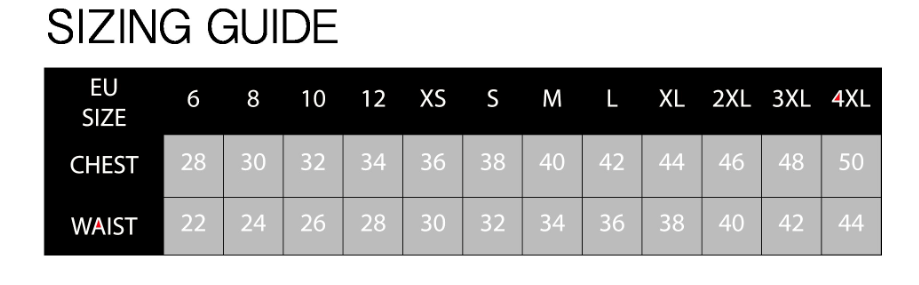 SIZING GUIDE
EU SIZE 6 8 10 12 XS S M L XL 2XL 3XL 4XL
CHEST 28 30 32 34 36 38 40 42 44 46 48 50
WAIST 22 24 26 28 30 32 34 36 38 40 42 44